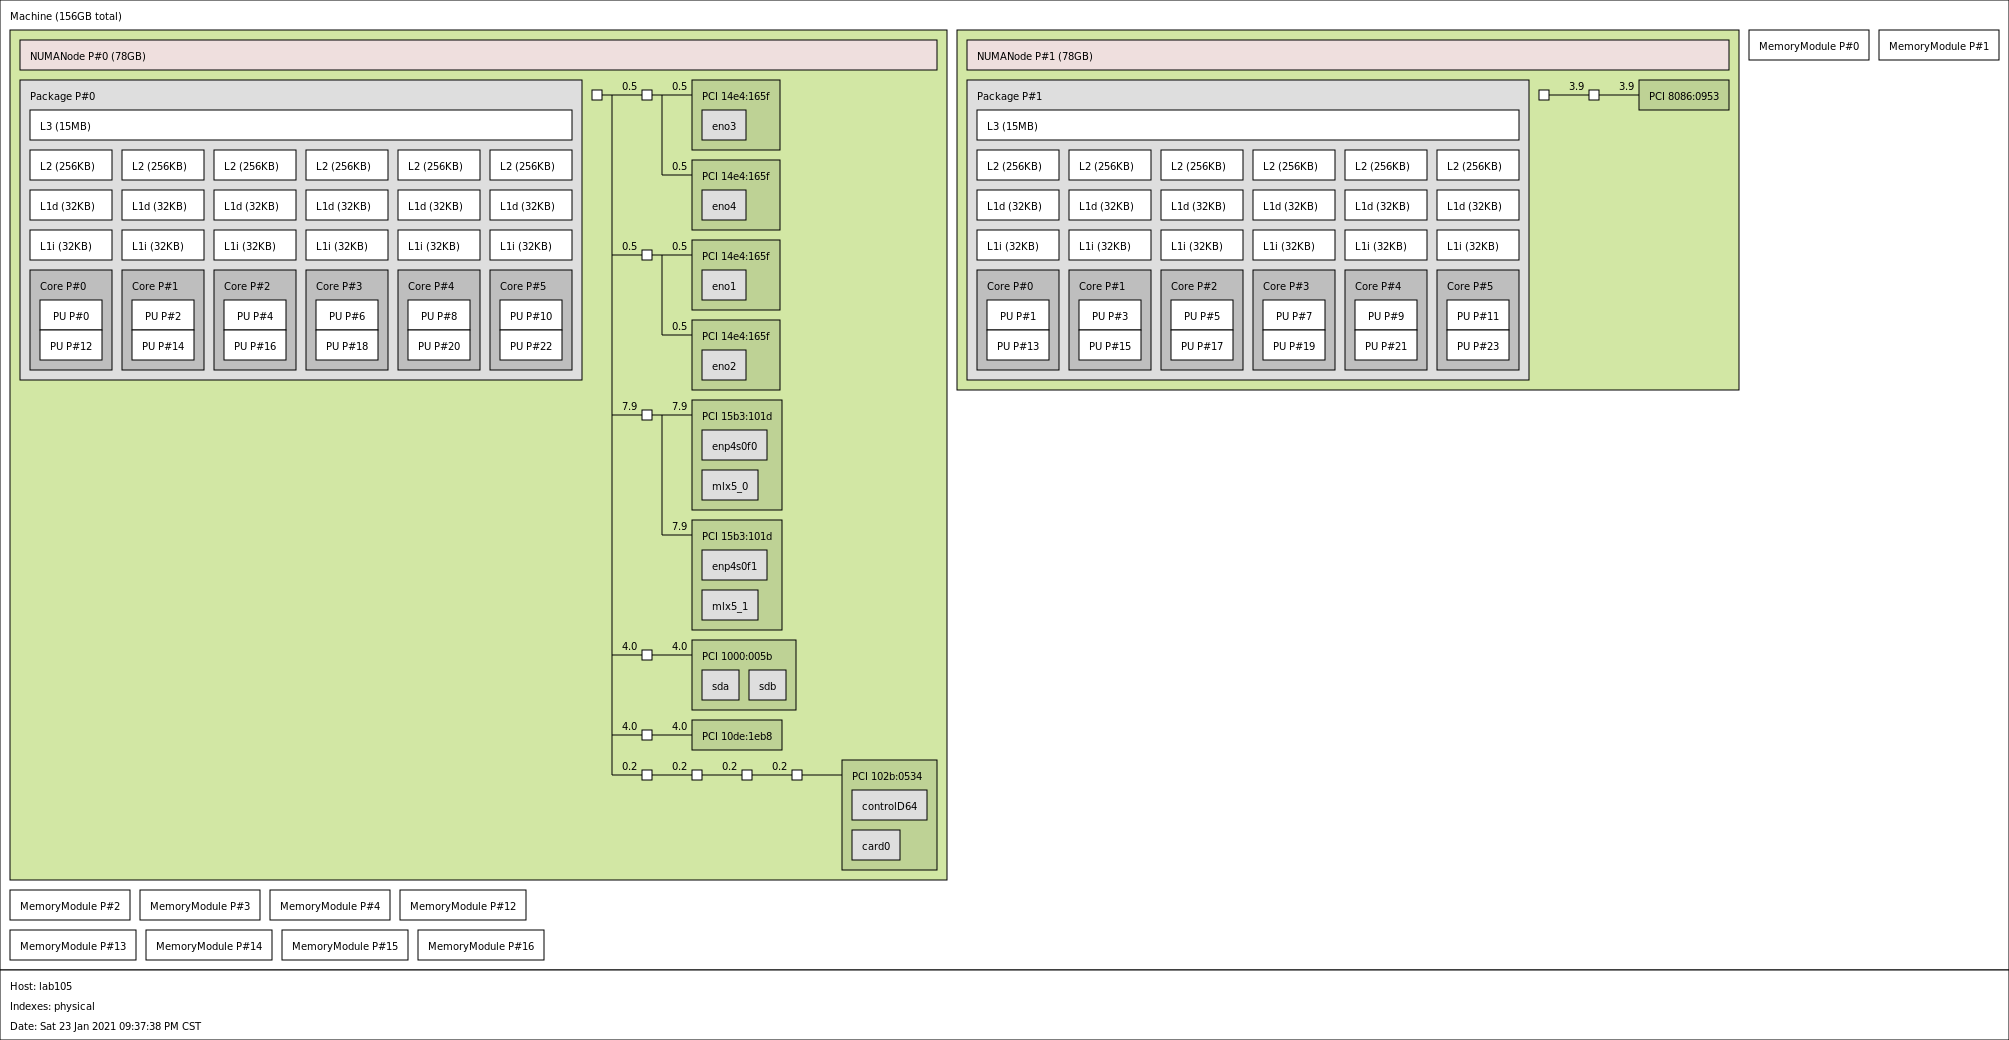 Machine (156GB total)
NUMANode P#0 (78GB)
Package P#0
L3 (15MB)
L2 (256KB) L2 (256KB) L2 (256KB) L2 (256KB) L2 (256KB) L2 (256KB)
L1d (32KB) L1d (32KB) L1d (32KB) L1d (32KB) L1d (32KB) L1d (32KB)
L1i (32KB) L1i (32KB) L1i (32KB) L1i (32KB) L1i (32KB) L1i (32KB)
Core P#0 Core P#1 Core P#2 Core P#3 Core P#4 Core P#5
PU P#0 PU P#2 PU P#4 PU P#6 PU P#8 PU P#10
PU P#12 PU P#14 PU P#16 PU P#18 PU P#20 PU P#22
0.5 0.5 PCI 14e4:165f
eno3
0.5 PCI 14e4:165f
eno4
0.5 0.5 PCI 14e4:165f
eno1
0.5 PCI 14e4:165f
eno2
7.9 7.9 PCI 15b3:101d
enp4s0f0
mlx5_0
7.9 PCI 15b3:101d
enp4s0f1
mlx5_1
4.0 4.0 PCI 1000:005b
sda sdb
4.0 4.0 PCI 10de:1eb8
0.2 0.2 0.2 0.2 PCI 102b:0534
controlD64
card0
NUMANode P#1 (78GB)
Package P#1
L3 (15MB)
L2 (256KB) L2 (256KB) L2 (256KB) L2 (256KB) L2 (256KB) L2 (256KB)
L1d (32KB) L1d (32KB) L1d (32KB) L1d (32KB) L1d (32KB) L1d (32KB)
L1i (32KB) L1i (32KB) L1i (32KB) L1i (32KB) L1i (32KB) L1i (32KB)
Core P#0 Core P#1 Core P#2 Core P#3 Core P#4 Core P#5
PU P#1 PU P#3 PU P#5 PU P#7 PU P#9 PU P#11
PU P#13 PU P#15 PU P#17 PU P#19 PU P#21 PU P#23
3.9 3.9 PCI 8086:0953
MemoryModule P#0 MemoryModule P#1
MemoryModule P#2 MemoryModule P#3 MemoryModule P#4 MemoryModule P#12
MemoryModule P#13 MemoryModule P#14 MemoryModule P#15 MemoryModule P#16
Host: lab105
Indexes: physical
Date: Sat 23 Jan 2021 09:37:38 PM CST